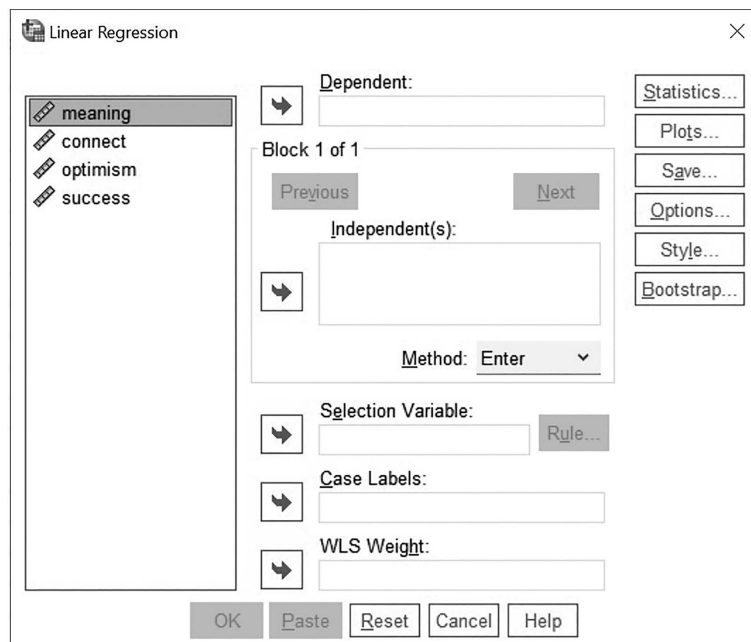 Linear Regression
meaning
connect
optimism
success
Dependent:
Block 1 of 1
Previous
Next
Independent(s):
Method: Enter
Selection Variable:
Rule...
Case Labels:
WLS Weight:
Statistics...
Plots...
Save...
Options...
Style...
Bootstrap...
OK Paste Reset Cancel Help